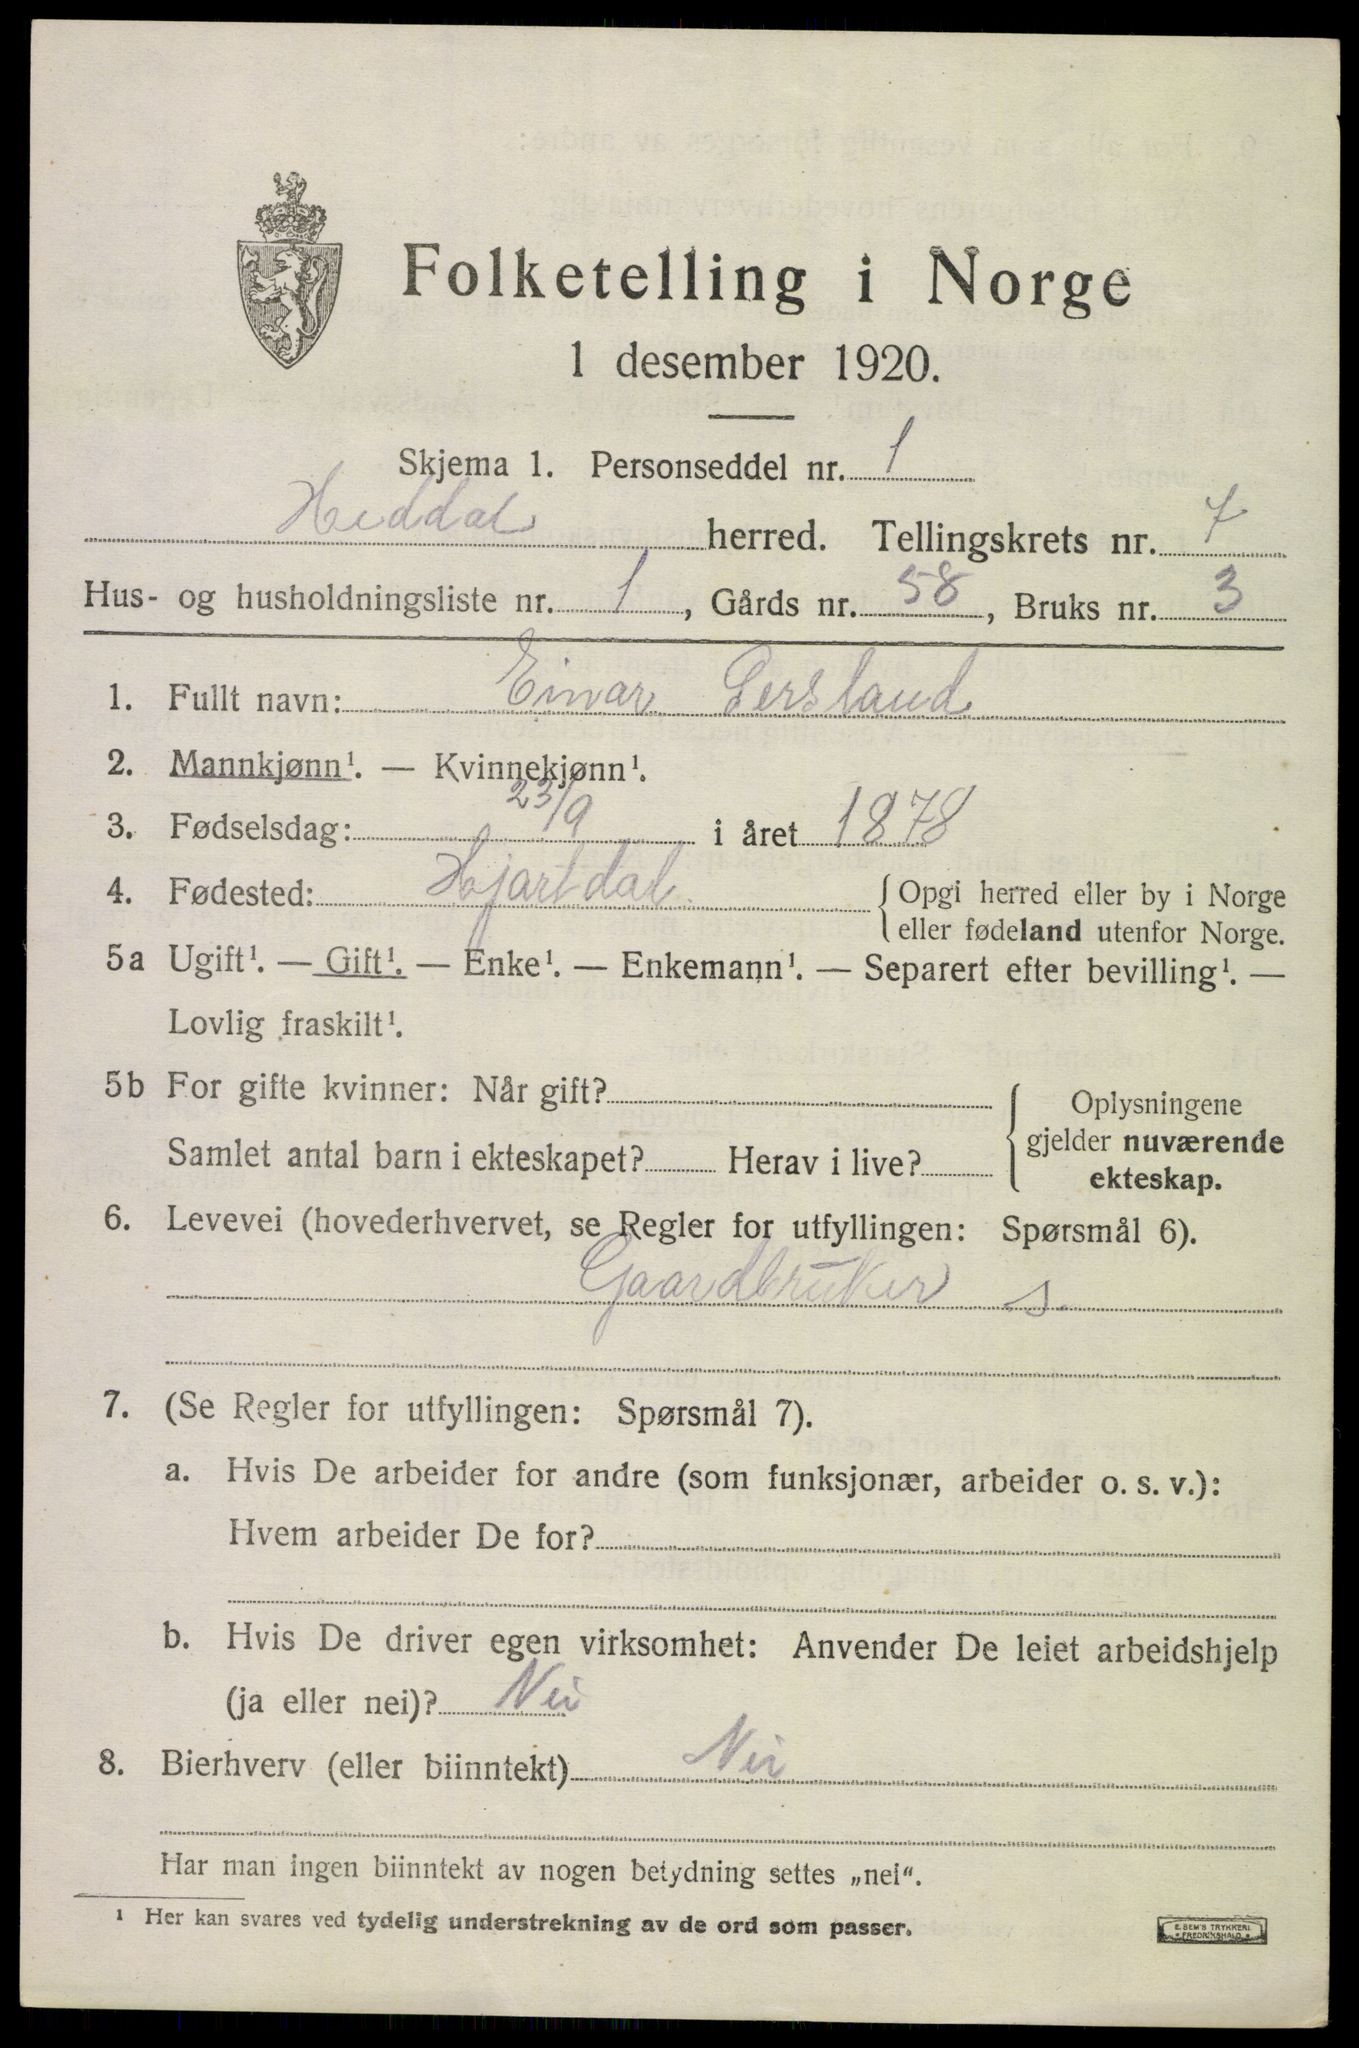 Folketelling i Norge
1 desember 1920.
Skjema 1. Personseddel nr. 1
Heddal herred. Tellingskrets nr. 7
Hus- og husholdningsliste nr. 1, Gårds nr. 58, Bruks nr. 3
1. Fullt navn: Einar Persland
2. Mannkjønn¹. — Kvinnekjønn¹.
3. Fødselsdag: 23/9 i året 1878
4. Fødested: Hjartdal. { Opgi herred eller by i Norge
eller fødeland utenfor Norge.
5a Ugift¹. — Gift¹. — Enke¹. — Enkemann¹. — Separert efter bevilling¹. —
Lovlig fraskilt¹.
5b For gifte kvinner: Når gift? { Oplysningene
gjelder nuværende
Samlet antal barn i ekteskapet? Herav i live?
ekteskap.
6. Levevei (hovederhvervet, se Regler for utfyllingen: Spørsmål 6).
Gaardbruker s.
7. (Se Regler for utfyllingen: Spørsmål 7).
a. Hvis De arbeider for andre (som funksjonær, arbeider o. s. v.):
Hvem arbeider De for?
b. Hvis De driver egen virksomhet: Anvender De leiet arbeidshjelp
(ja eller nei)? Nei
8. Bierhverv (eller biinntekt) Nei
Har man ingen biinntekt av nogen betydning settes „nei".
¹ Her kan svares ved tydelig understrekning av de ord som passer.
E. SEM'S TRYKKERI
FREDRIKSHALD